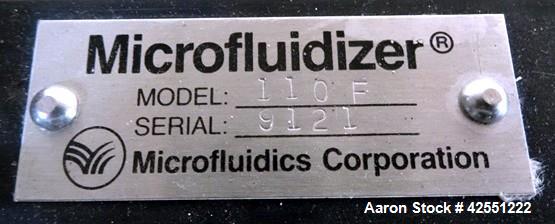 Microfluidizer®
MODEL: 110 F
SERIAL: 9121
Microfluidics Corporation
Aaron Stock # 42551222